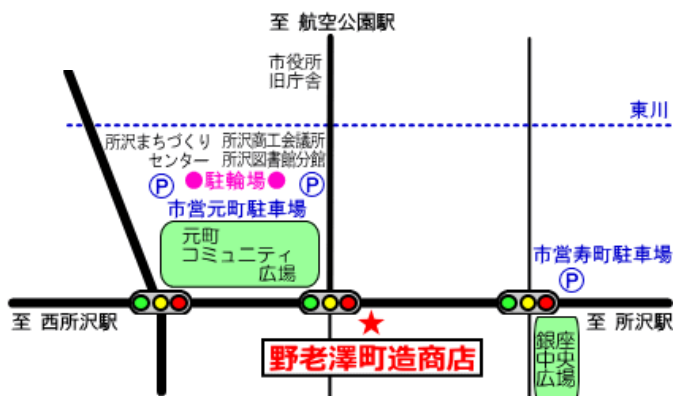 至 航空公園駅
市役所
旧庁舎
東川
所沢まちづくり
センター
所沢商工会議所
所沢図書館分館
P
●駐輪場●
P
市営元町駐車場
元町
コミュニティ
広場
市営寿町駐車場
P
至 西所沢駅
至 所沢駅
野老澤町造商店
銀座
中央
広場